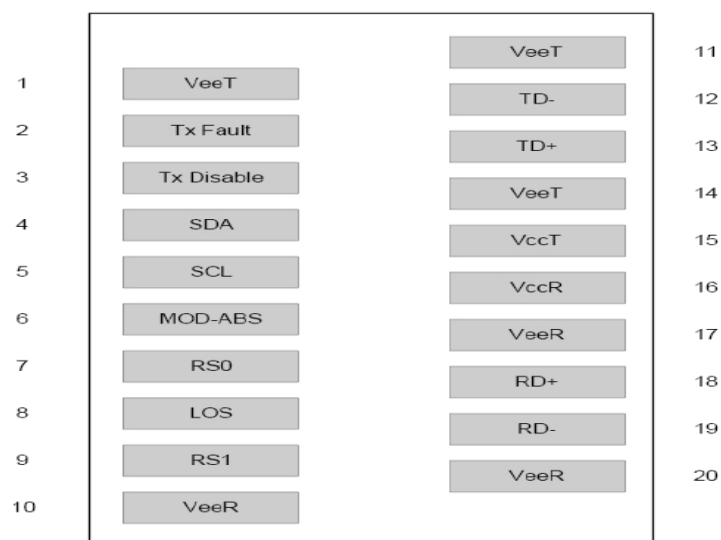 VeeT 11
1 VeeT
TD- 12
2 Tx Fault
TD+ 13
3 Tx Disable
VeeT 14
4 SDA
VccT 15
5 SCL
VccR 16
6 MOD-ABS
VeeR 17
7 RS0
RD+ 18
8 LOS
RD- 19
9 RS1
VeeR 20
10 VeeR